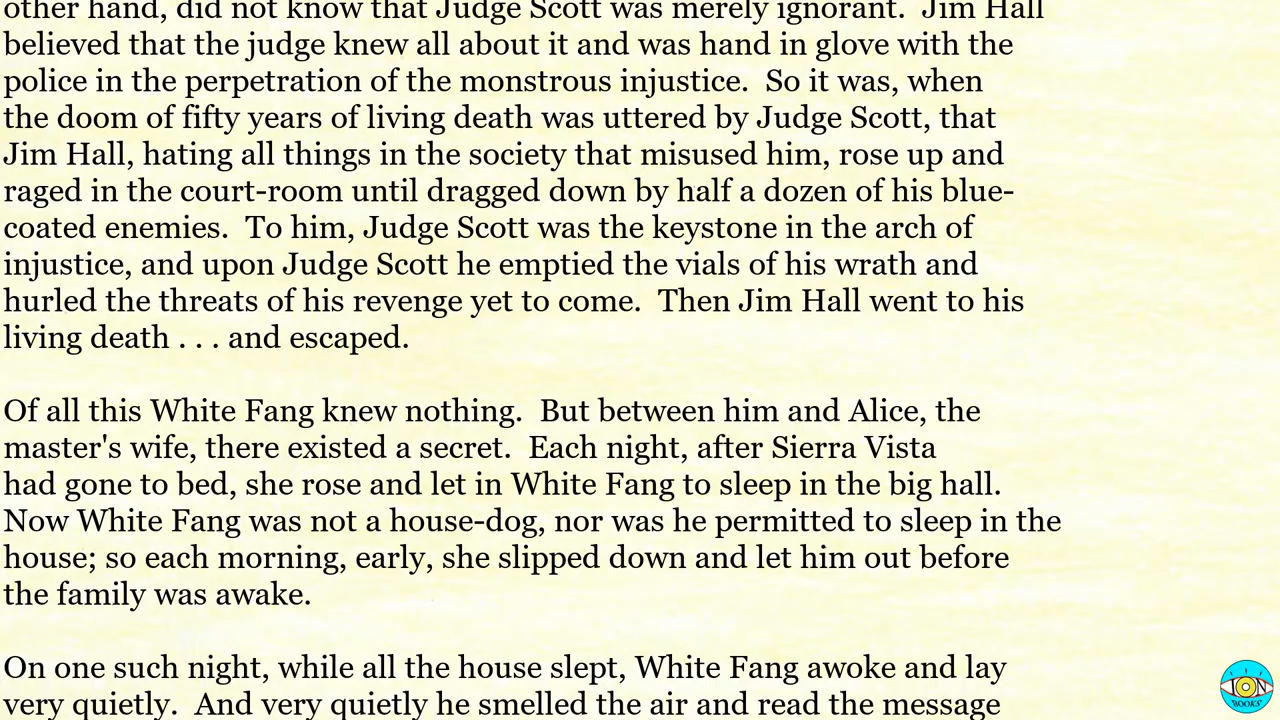 other hand, did not know that Judge Scott was merely ignorant.  Jim Hall
believed that the judge knew all about it and was hand in glove with the
police in the perpetration of the monstrous injustice.  So it was, when
the doom of fifty years of living death was uttered by Judge Scott, that
Jim Hall, hating all things in the society that misused him, rose up and
raged in the court-room until dragged down by half a dozen of his blue-
coated enemies.  To him, Judge Scott was the keystone in the arch of
injustice, and upon Judge Scott he emptied the vials of his wrath and
hurled the threats of his revenge yet to come.  Then Jim Hall went to his
living death . . . and escaped.

Of all this White Fang knew nothing.  But between him and Alice, the
master's wife, there existed a secret.  Each night, after Sierra Vista
had gone to bed, she rose and let in White Fang to sleep in the big hall.
Now White Fang was not a house-dog, nor was he permitted to sleep in the
house; so each morning, early, she slipped down and let him out before
the family was awake.

On one such night, while all the house slept, White Fang awoke and lay
very quietly.  And very quietly he smelled the air and read the message
ION
BOOKS